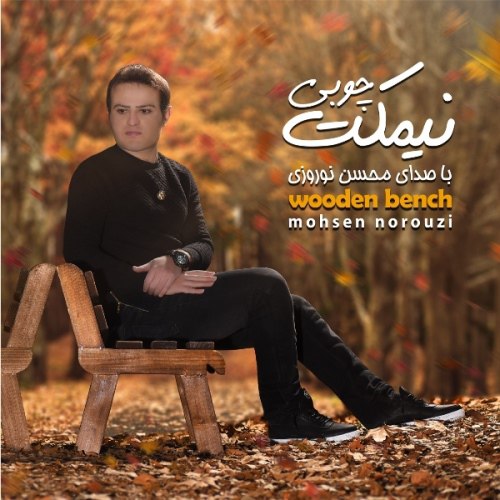 نیمکت چوبی
با صدای محسن نوروزی
wooden bench
mohsen norouzi